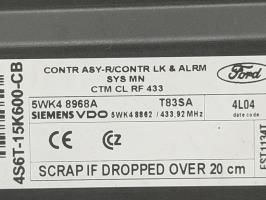 CONTR ASY-R/CONTR LK & ALRM
SYS MN
CTM CL RF 433
Ford
4S6T-15K600-CB
5WK4 8968A T83SA 4L04
SIEMENS VDO 5WK4 8862 / 433,92 MHz date code
CE CZ
FST1134T
SCRAP IF DROPPED OVER 20 cm